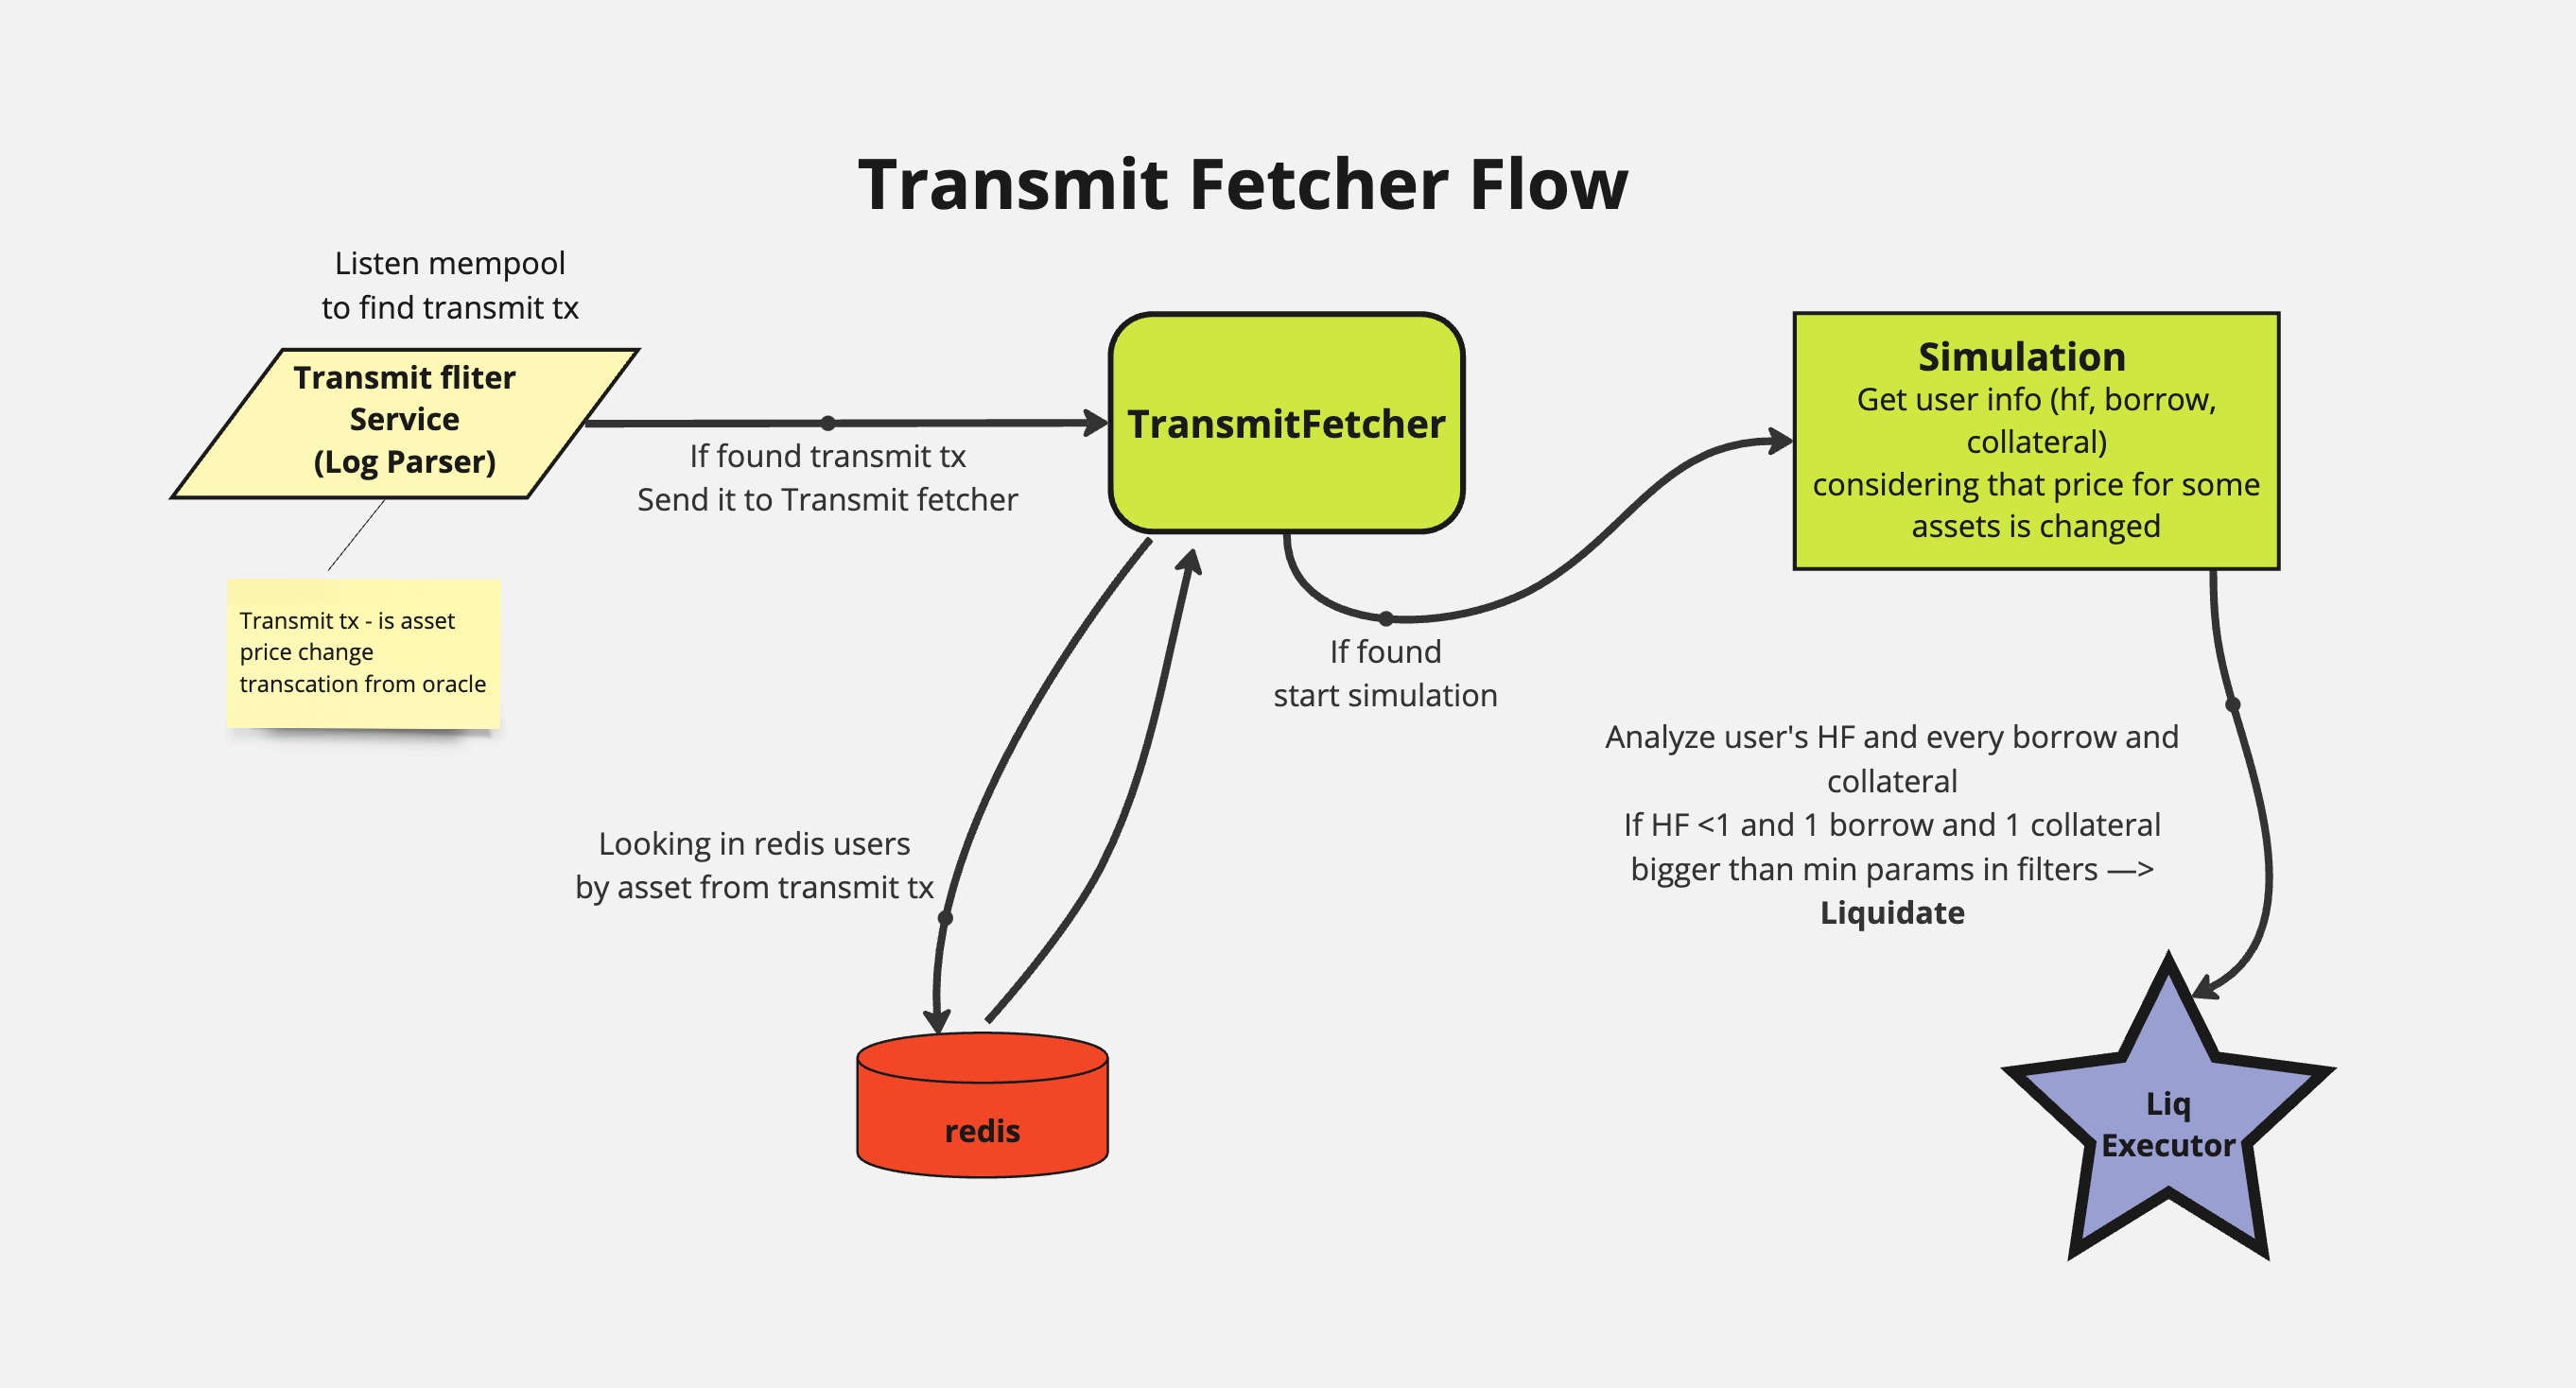 Transmit Fetcher Flow
Listen mempool
to find transmit tx
Transmit fliter
Service
(Log Parser)
If found transmit tx
Send it to Transmit fetcher
Transmit tx - is asset
price change
transcation from oracle
TransmitFetcher
Looking in redis users
by asset from transmit tx
redis
If found
start simulation
Simulation
Get user info (hf, borrow,
collateral)
considering that price for some
assets is changed
Analyze user's HF and every borrow and
collateral
If HF <1 and 1 borrow and 1 collateral
bigger than min params in filters —>
Liquidate
Liq
Executor